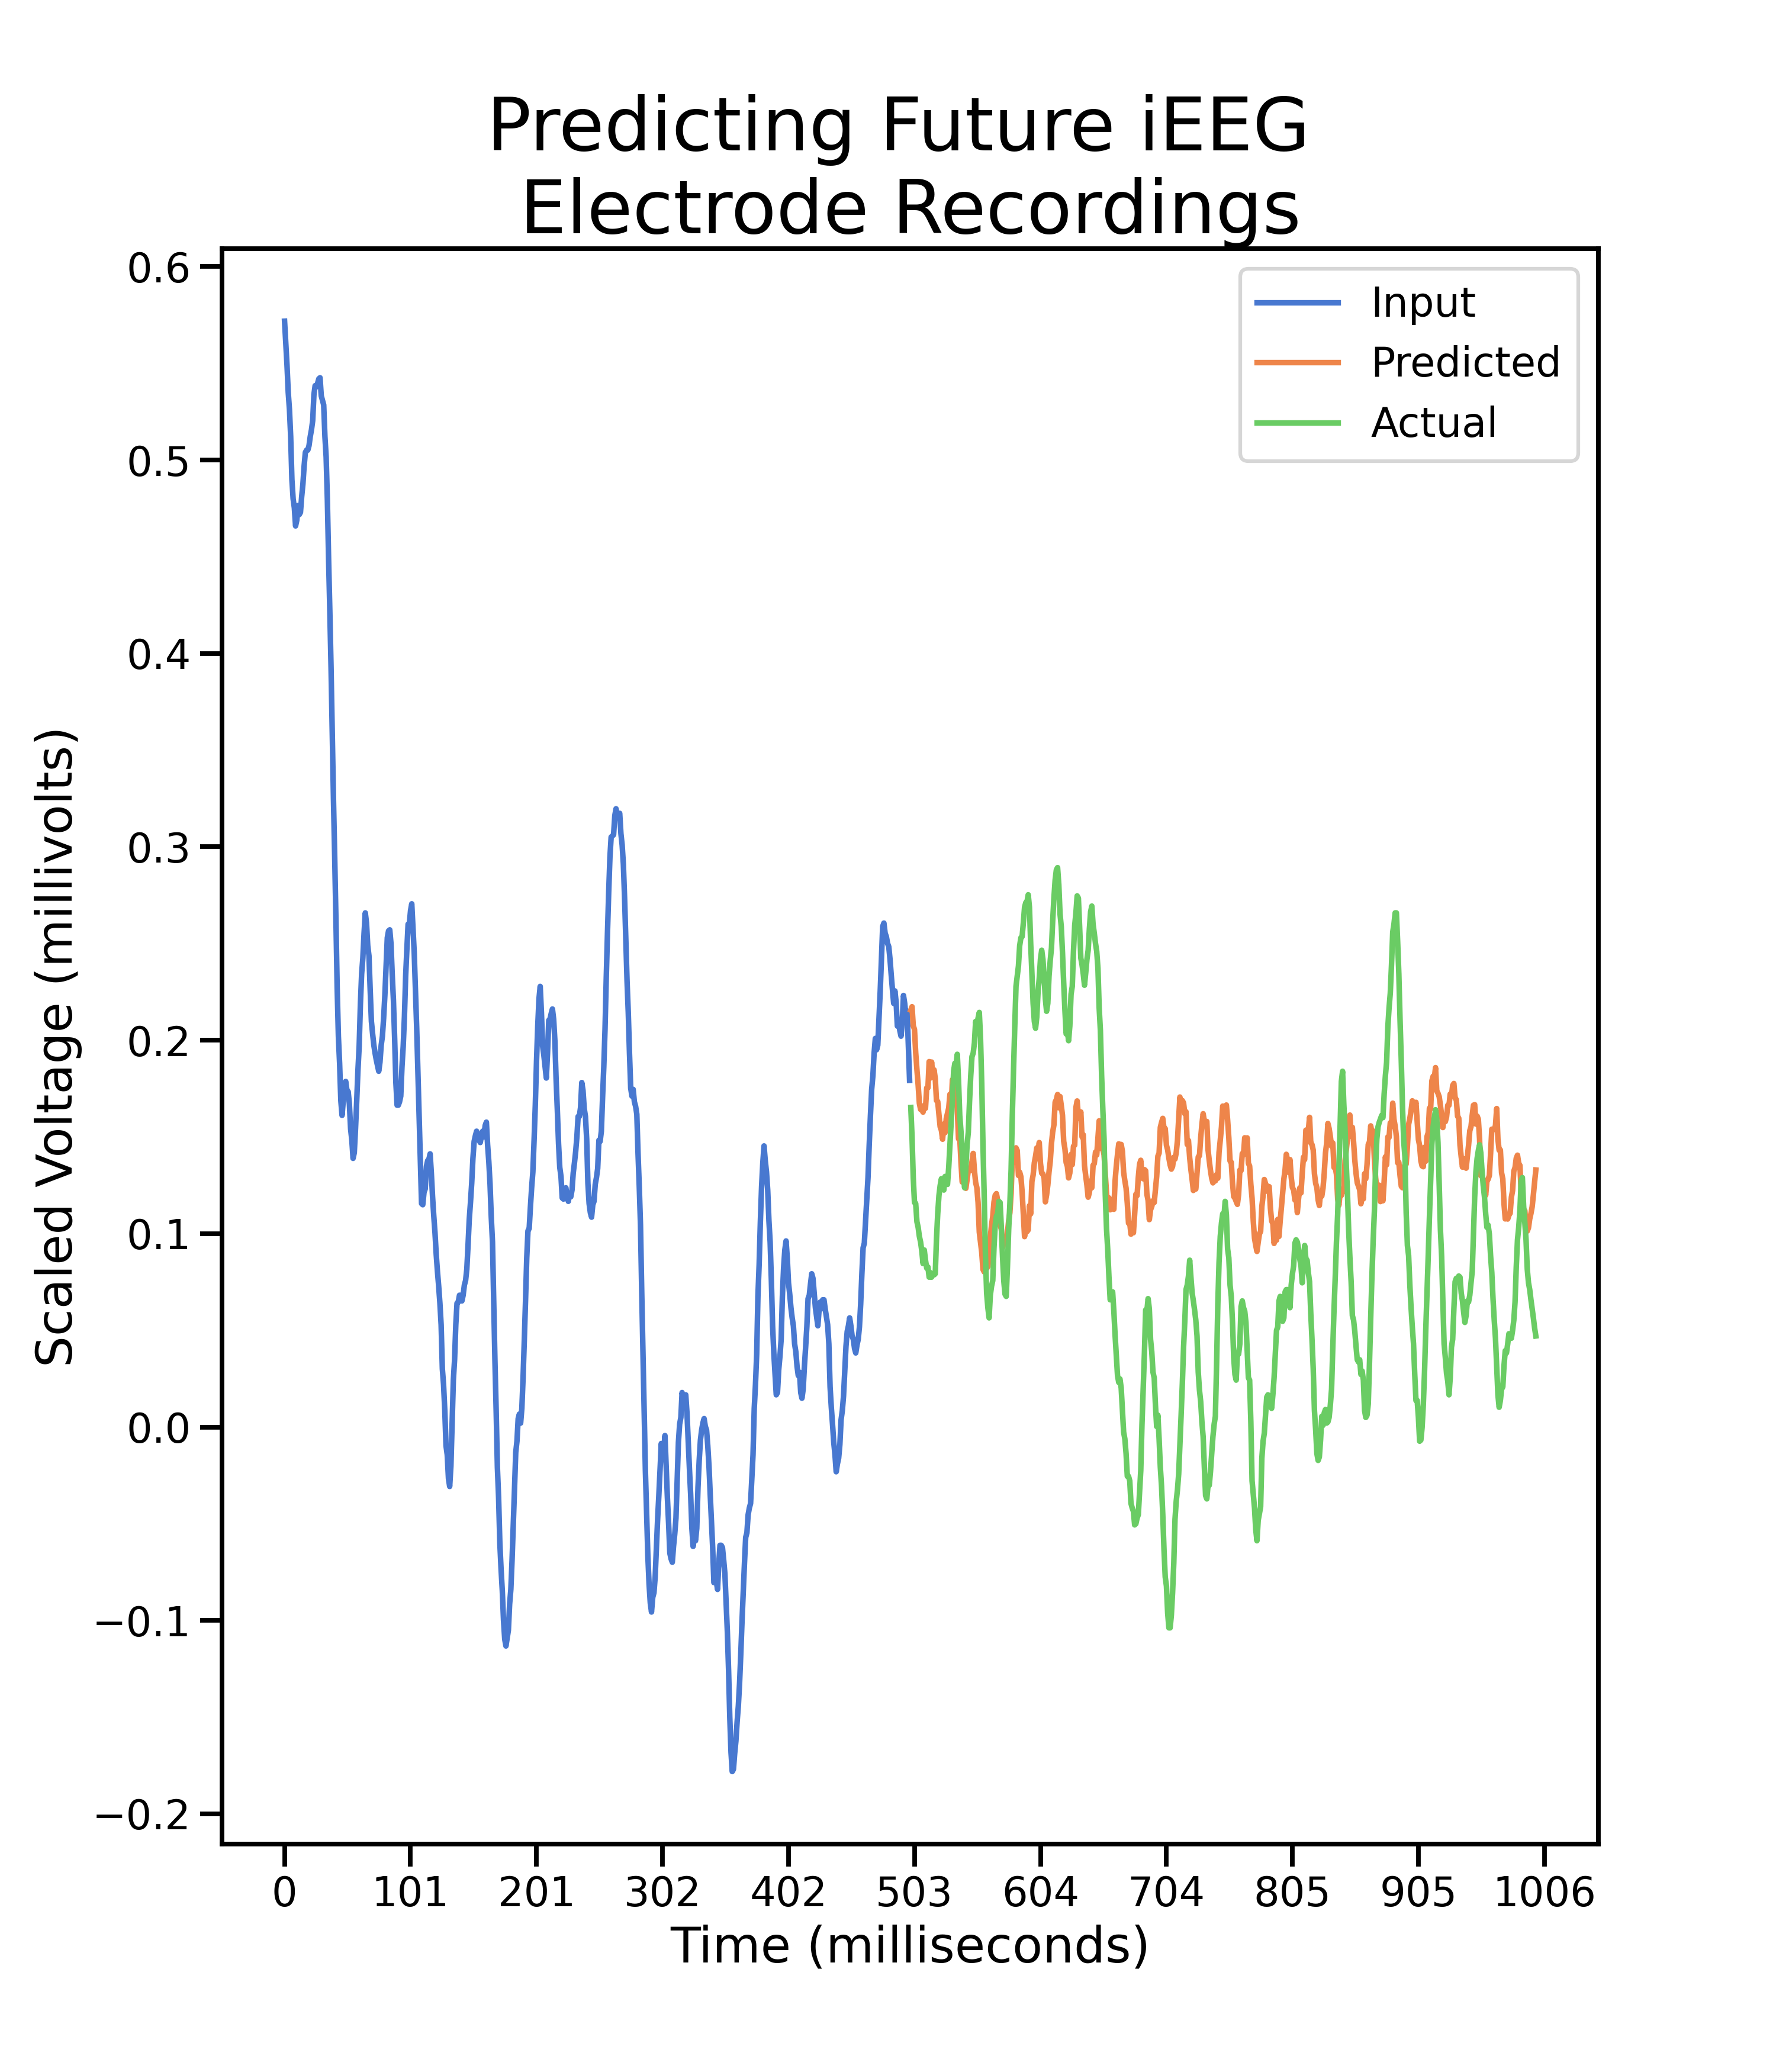 Predicting Future iEEG
Electrode Recordings
Input
Predicted
Actual
Scaled Voltage (millivolts)
0.6
0.5
0.4
0.3
0.2
0.1
0.0
−0.1
−0.2
0 101 201 302 402 503 604 704 805 905 1006
Time (milliseconds)